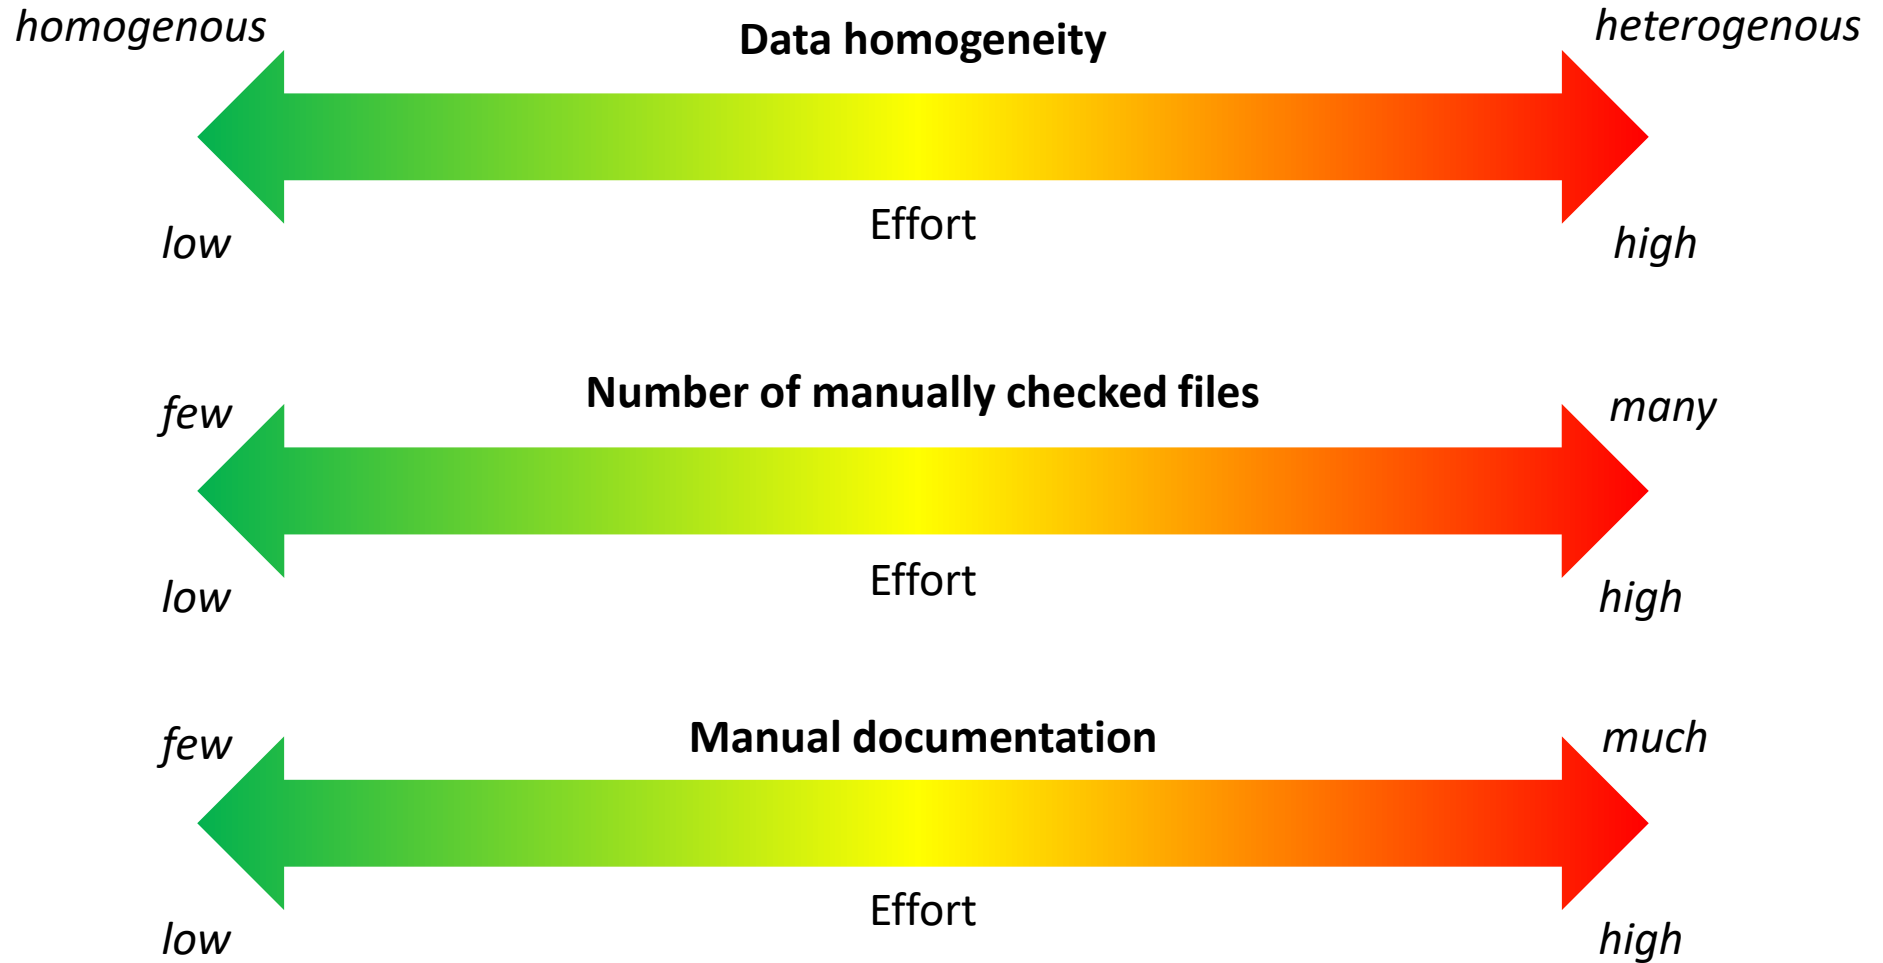 homogenous
Data homogeneity
heterogenous
low
Effort
high
few
Number of manually checked files
many
low
Effort
high
few
Manual documentation
much
low
Effort
high